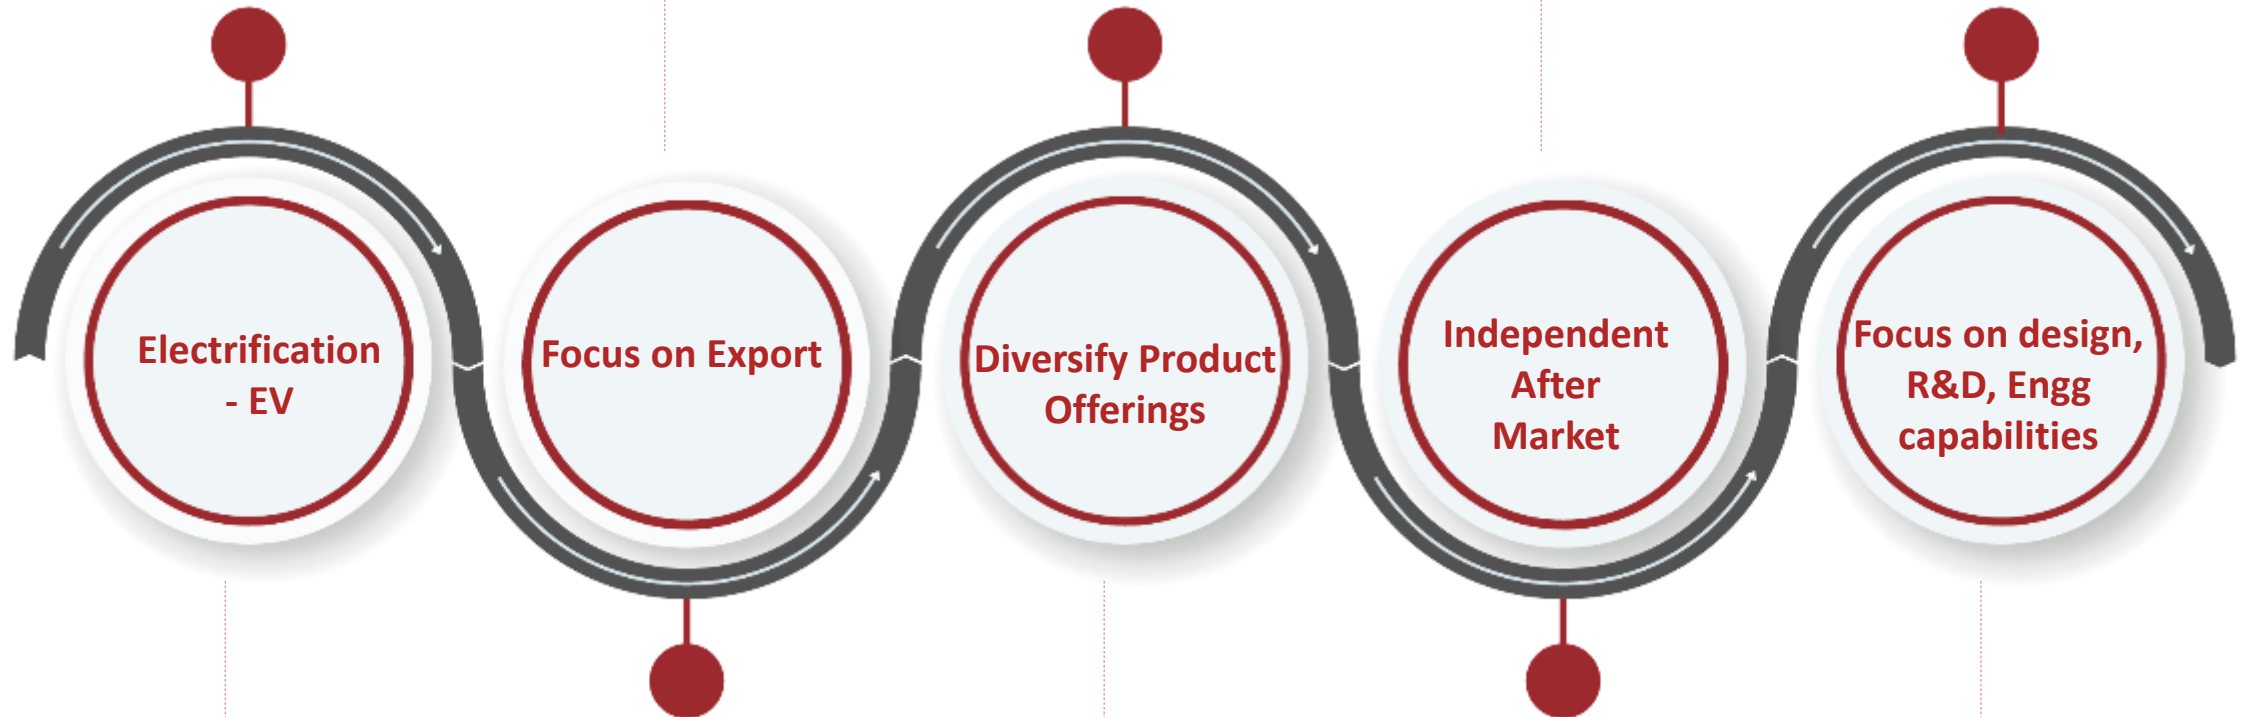 Electrification
- EV
Focus on Export
Diversify Product
Offerings
Independent
After
Market
Focus on design,
R&D, Engg
capabilities